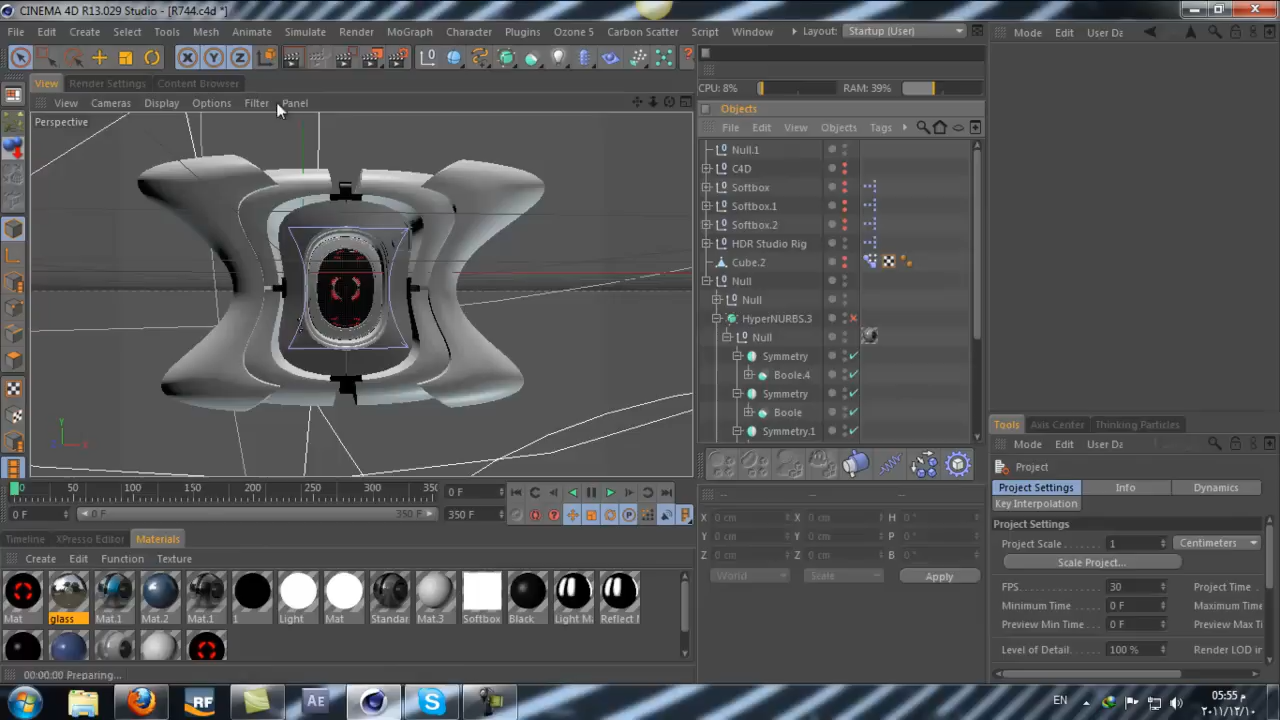 CINEMA 4D R13.029 Studio - [R744.c4d *]
File Edit Create Select Tools Mesh Animate Simulate Render MoGraph Character Plugins Ozone 5 Carbon Scatter Script Window Layout: Startup (User)
X Y Z
CPU: 8% RAM: 39%
View Render Settings Content Browser
View Cameras Display Options Filter Panel
Perspective
Y
X
Objects
File Edit View Objects Tags
Null.1
C4D
Softbox
Softbox.1
Softbox.2
HDR Studio Rig
Cube.2
Null
Null
HyperNURBS.3
Null
Symmetry
Boole.4
Symmetry
Boole
Symmetry.1
Mode Edit User Da
0 50 100 150 200 250 300 35
0 F
0 F 0 F 350 F 350 F
Timeline XPresso Editor Materials
Create Edit Function Texture
Mat glass Mat.1 Mat.2 Mat.1 1 Light Mat Standar Mat.3 Softbox Black Light M Reflect
00:00:00 Preparing...
-- -- --
X 0 cm X 0 cm H 0 °
Y 0 cm Y 0 cm P 0 °
Z 0 cm Z 0 cm B 0 °
World Scale Apply
Tools Axis Center Thinking Particles
Mode Edit User Da
Project
Project Settings Info Dynamics
Key Interpolation
Project Settings
Project Scale 1 Centimeters
Scale Project...
FPS 30 Project Time
Minimum Time 0 F Maximum Time
Preview Min Time 0 F Preview Max Ti
Level of Detail 100 % Render LOD in
RF Ae S EN
05:55 م
٢٠١١/١٢/١٠